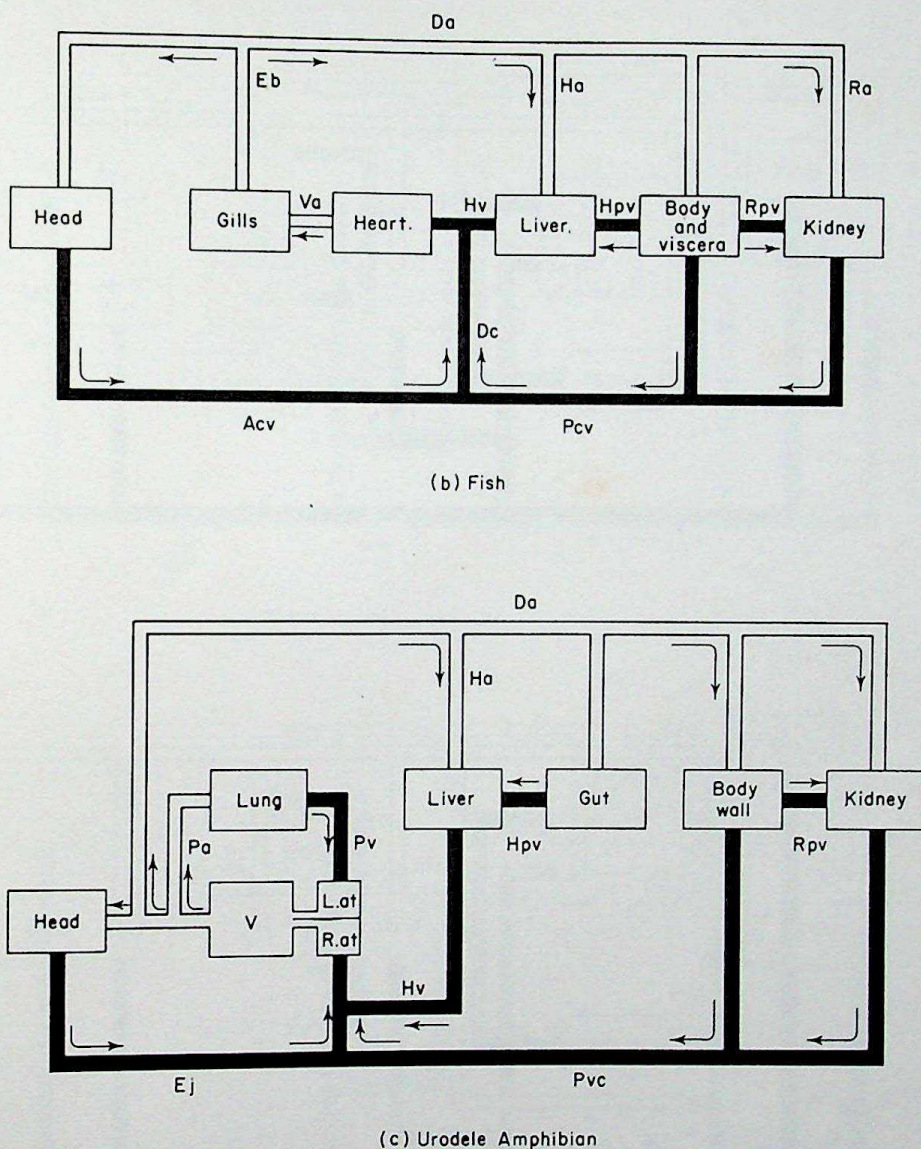 Da
Eb
Ha
Ra
Head
Gills
Va
Heart.
Hv
Liver.
Hpv
Body
and
viscera
Rpv
Kidney
Dc
Acv
Pcv
(b) Fish
Da
Ha
Lung
Liver
Gut
Body
wall
Kidney
Pa
Pv
Hpv
Rpv
Head
V
L.at
R.at
Hv
Ej
Pvc
(c) Urodele Amphibian